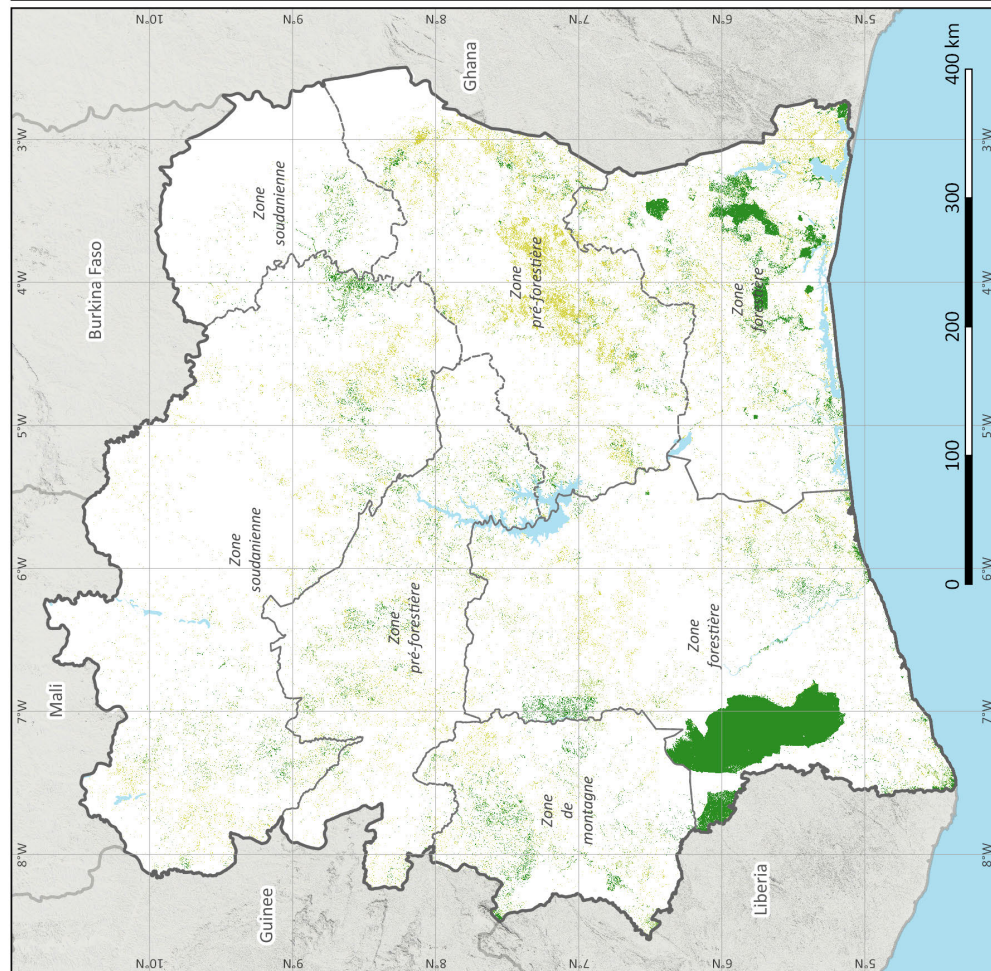 8°W
7°W
6°W
5°W
4°W
3°W
Mali
Burkina Faso
10°N
10°N
Zone
soudanienne
Zone
soudanienne
Guinee
9°N
9°N
Zone
pré-forestière
8°N
8°N
Ghana
Zone
pré-forestière
Zone
de
montagne
7°N
7°N
Zone
forestière
Zone
forestière
6°N
6°N
Liberia
5°N
5°N
0
100
200
300
400 km
8°W
7°W
6°W
5°W
4°W
3°W